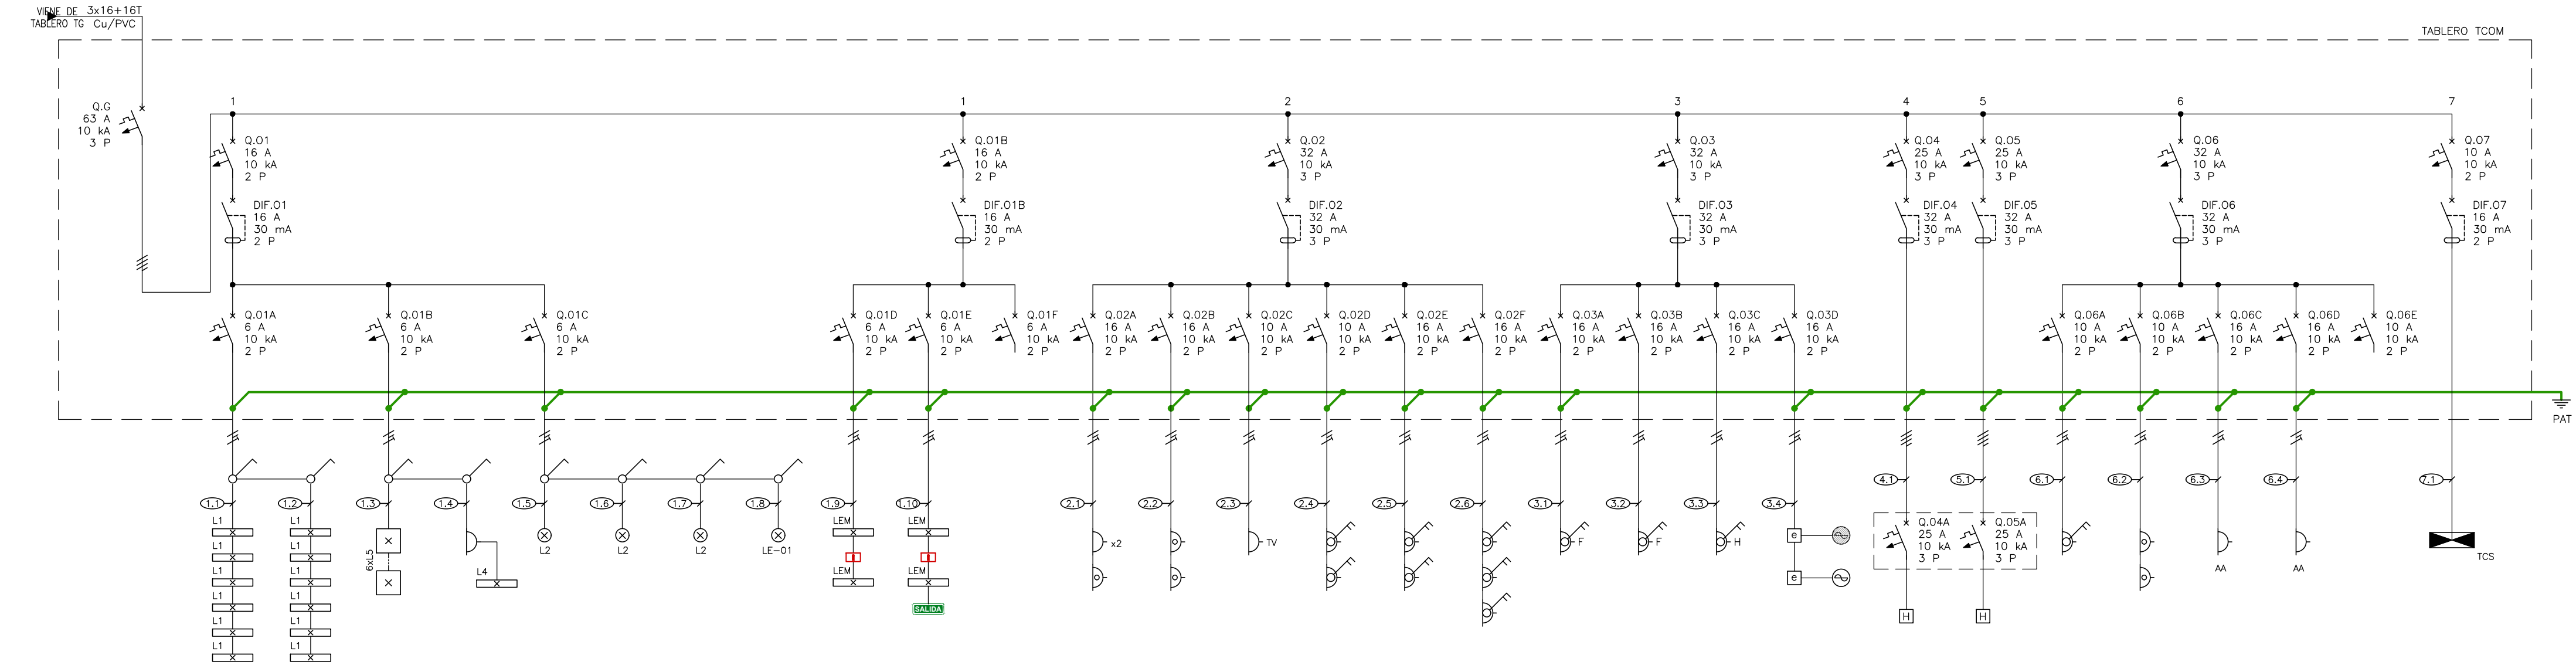 VIENE DE 3x16+16T
TABLERO TG Cu/PVC
TABLERO TCOM
Q.G
63 A
10 kA
3 P
1
1
2
3
4
5
6
7
Q.01
16 A
10 kA
2 P
Q.01B
16 A
10 kA
2 P
Q.02
32 A
10 kA
3 P
Q.03
32 A
10 kA
3 P
Q.04
25 A
10 kA
3 P
Q.05
25 A
10 kA
3 P
Q.06
32 A
10 kA
3 P
Q.07
10 A
10 kA
2 P
DIF.01
16 A
30 mA
2 P
DIF.01B
16 A
30 mA
2 P
DIF.02
32 A
30 mA
3 P
DIF.03
32 A
30 mA
3 P
DIF.04
32 A
30 mA
3 P
DIF.05
32 A
30 mA
3 P
DIF.06
32 A
30 mA
3 P
DIF.07
16 A
30 mA
2 P
Q.01A
6 A
10 kA
2 P
Q.01B
6 A
10 kA
2 P
Q.01C
6 A
10 kA
2 P
Q.01D
6 A
10 kA
2 P
Q.01E
6 A
10 kA
2 P
Q.01F
6 A
10 kA
2 P
Q.02A
16 A
10 kA
2 P
Q.02B
16 A
10 kA
2 P
Q.02C
10 A
10 kA
2 P
Q.02D
10 A
10 kA
2 P
Q.02E
16 A
10 kA
2 P
Q.02F
16 A
10 kA
2 P
Q.03A
16 A
10 kA
2 P
Q.03B
16 A
10 kA
2 P
Q.03C
16 A
10 kA
2 P
Q.03D
16 A
10 kA
2 P
Q.06A
10 A
10 kA
2 P
Q.06B
10 A
10 kA
2 P
Q.06C
16 A
10 kA
2 P
Q.06D
16 A
10 kA
2 P
Q.06E
10 A
10 kA
2 P
PAT
1.1
1.2
1.3
1.4
1.5
1.6
1.7
1.8
1.9
1.10
2.1
2.2
2.3
2.4
2.5
2.6
3.1
3.2
3.3
3.4
4.1
5.1
6.1
6.2
6.3
6.4
7.1
L1
L1
L1
L1
L1
L1
L1
L1
L1
L1
L1
L1
6xL5
L4
L2
L2
L2
LE-01
LEM
LEM
LEM
LEM
SALIDA
x2
TV
F
F
H
e
e
Q.04A
25 A
10 kA
3 P
Q.05A
25 A
10 kA
3 P
H
H
AA
AA
TCS